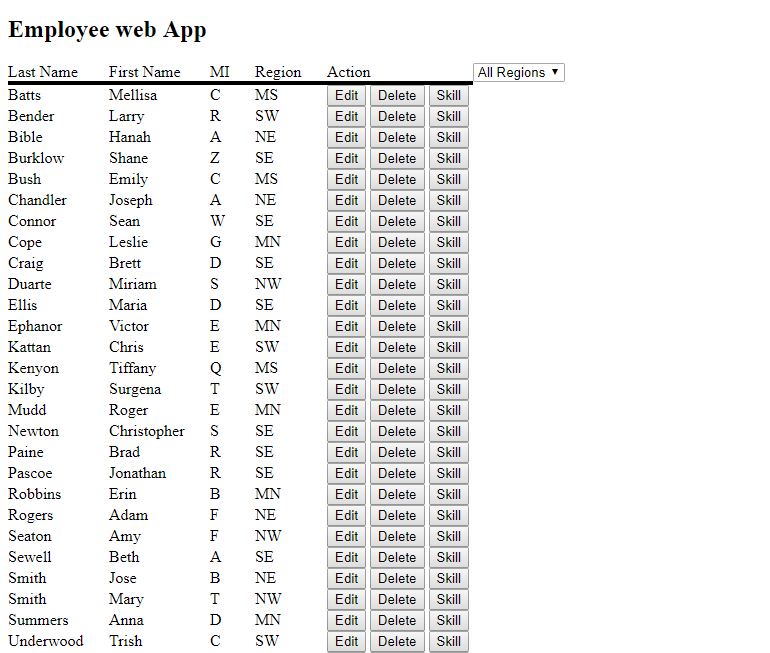 Employee web App
Last Name First Name MI Region Action All Regions
Batts Mellisa C MS Edit Delete Skill
Bender Larry R SW Edit Delete Skill
Bible Hanah A NE Edit Delete Skill
Burklow Shane Z SE Edit Delete Skill
Bush Emily C MS Edit Delete Skill
Chandler Joseph A NE Edit Delete Skill
Connor Sean W SE Edit Delete Skill
Cope Leslie G MN Edit Delete Skill
Craig Brett D SE Edit Delete Skill
Duarte Miriam S NW Edit Delete Skill
Ellis Maria D SE Edit Delete Skill
Ephanor Victor E MN Edit Delete Skill
Kattan Chris E SW Edit Delete Skill
Kenyon Tiffany Q MS Edit Delete Skill
Kilby Surgena T SW Edit Delete Skill
Mudd Roger E MN Edit Delete Skill
Newton Christopher S SE Edit Delete Skill
Paine Brad R SE Edit Delete Skill
Pascoe Jonathan R SE Edit Delete Skill
Robbins Erin B MN Edit Delete Skill
Rogers Adam F NE Edit Delete Skill
Seaton Amy F NW Edit Delete Skill
Sewell Beth A SE Edit Delete Skill
Smith Jose B NE Edit Delete Skill
Smith Mary T NW Edit Delete Skill
Summers Anna D MN Edit Delete Skill
Underwood Trish C SW Edit Delete Skill